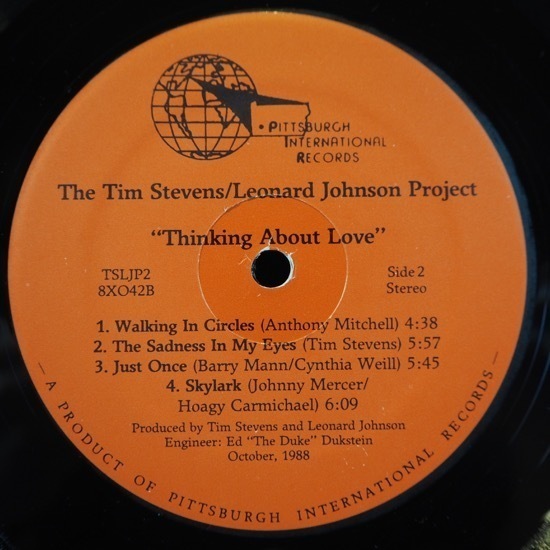 • PITTSBURGH
INTERNATIONAL
RECORDS
The Tim Stevens/Leonard Johnson Project
"Thinking About Love"
TSLJP2
8XO42B
Side 2
Stereo
1. Walking In Circles (Anthony Mitchell) 4:38
2. The Sadness In My Eyes (Tim Stevens) 5:57
3. Just Once (Barry Mann/Cynthia Weill) 5:45
4. Skylark (Johnny Mercer/
Hoagy Carmichael) 6:09
Produced by Tim Stevens and Leonard Johnson
Engineer: Ed "The Duke" Dukstein
October, 1988
— A PRODUCT OF PITTSBURGH INTERNATIONAL RECORDS —